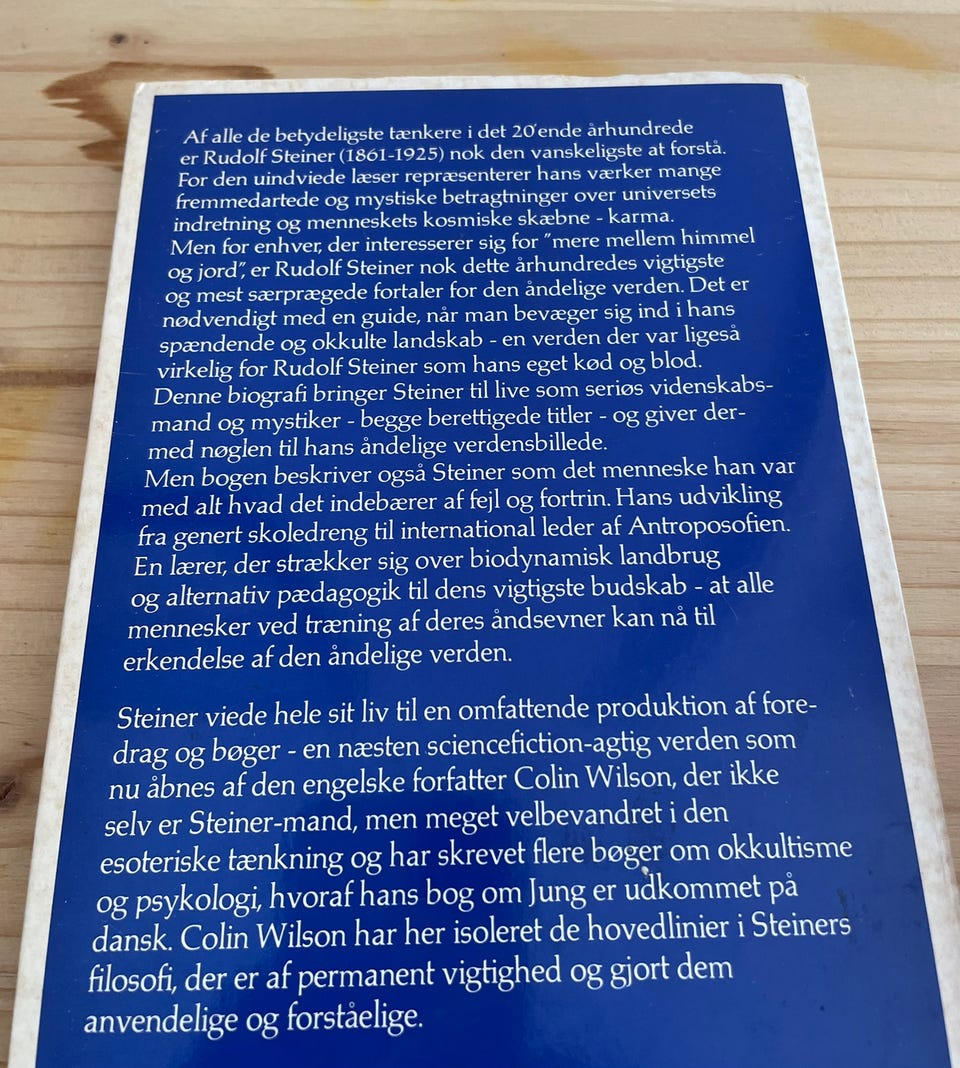 Af alle de betydeligste tænkere i det 20'ende århundrede
er Rudolf Steiner (1861-1925) nok den vanskeligste at forstå.
For den uindviede læser repræsenterer hans værker mange
fremmedartede og mystiske betragtninger over universets
indretning og menneskets kosmiske skæbne - karma.
Men for enhver, der interesserer sig for "mere mellem himmel
og jord", er Rudolf Steiner nok dette århundredes vigtigste
og mest særprægede fortaler for den åndelige verden. Det er
nødvendigt med en guide, når man bevæger sig ind i hans
spændende og okkulte landskab - en verden der var ligeså
virkelig for Rudolf Steiner som hans eget kød og blod.
Denne biografi bringer Steiner til live som seriøs videnskabs-
mand og mystiker - begge berettigede titler - og giver der-
med nøglen til hans åndelige verdensbillede.
Men bogen beskriver også Steiner som det menneske han var
med alt hvad det indebærer af fejl og fortrin. Hans udvikling
fra genert skoledreng til international leder af Antroposofien.
En lærer, der strækker sig over biodynamisk landbrug
og alternativ pædagogik til dens vigtigste budskab - at alle
mennesker ved træning af deres åndsevner kan nå til
erkendelse af den åndelige verden.
Steiner viede hele sit liv til en omfattende produktion af fore-
drag og bøger - en næsten sciencefiction-agtig verden som
nu åbnes af den engelske forfatter Colin Wilson, der ikke
selv er Steiner-mand, men meget velbevandret i den
esoteriske tænkning og har skrevet flere bøger om okkultisme
og psykologi, hvoraf hans bog om Jung er udkommet på
dansk. Colin Wilson har her isoleret de hovedlinier i Steiners
filosofi, der er af permanent vigtighed og gjort dem
anvendelige og forståelige.